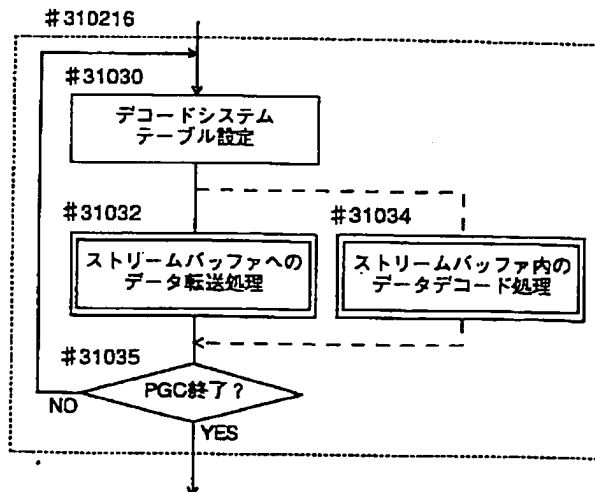 #310216
#31030
デコードシステム
テーブル設定
#31032
#31034
ストリームバッファへの
データ転送処理
ストリームバッファ内の
データデコード処理
#31035
PGC終了?
NO
YES